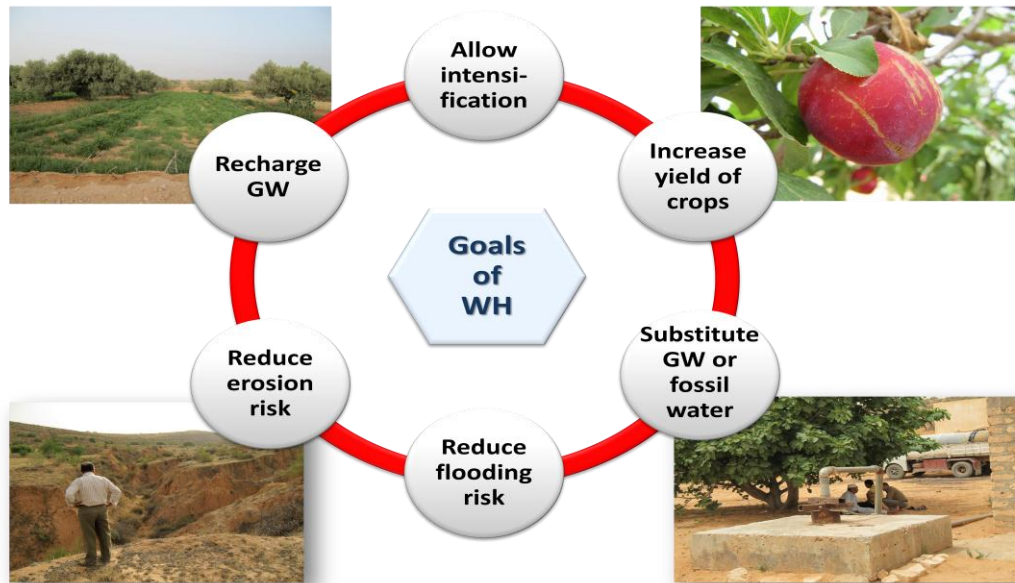 Allow
intensi-
fication
Increase
yield of
crops
Substitute
GW or
fossil
water
Reduce
flooding
risk
Reduce
erosion
risk
Recharge
GW
Goals
of
WH